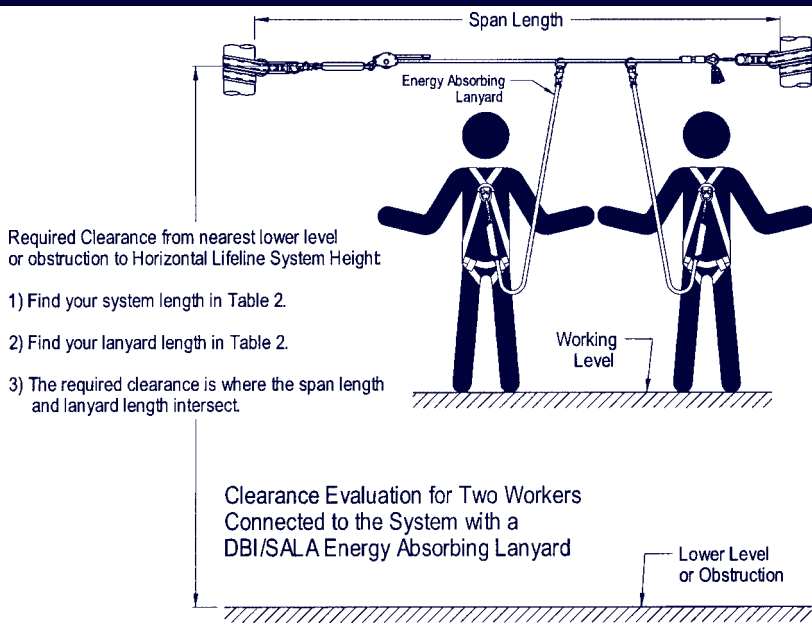 Span Length
Energy Absorbing
Lanyard
Required Clearance from nearest lower level
or obstruction to Horizontal Lifeline System Height
1) Find your system length in Table 2.
2) Find your lanyard length in Table 2.
3) The required clearance is where the span length
and lanyard length intersect.
Working
Level
Clearance Evaluation for Two Workers
Connected to the System with a
DBI/SALA Energy Absorbing Lanyard
Lower Level
or Obstruction